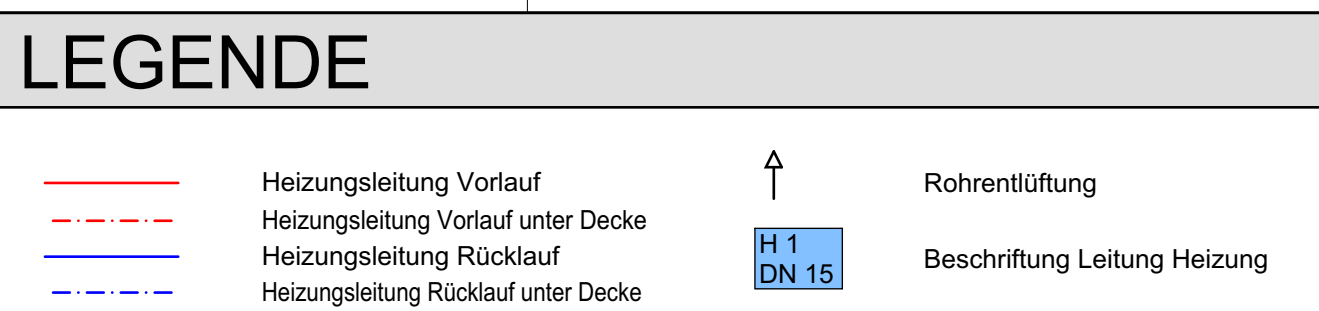 LEGENDE
Heizungsleitung Vorlauf
Heizungsleitung Vorlauf unter Decke
Heizungsleitung Rücklauf
Heizungsleitung Rücklauf unter Decke
Rohrentlüftung
H 1
DN 15
Beschriftung Leitung Heizung